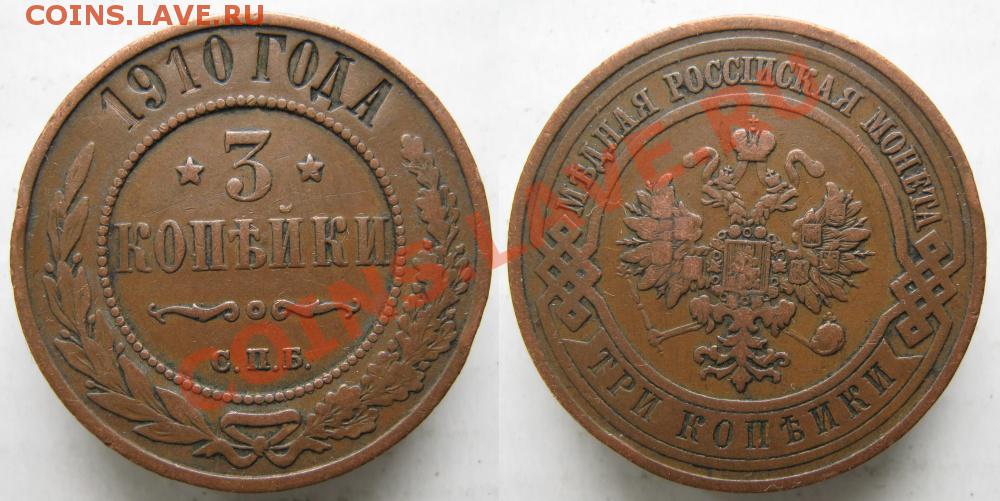 COINS.LAVE.RU
1910 ГОДА
3
КОПѢЙКИ
С.П.Б.
МѢДНАЯ РОССІЙСКАЯ МОНЕТА
ТРИ КОПѢЙКИ
COINS.LAVE.RU